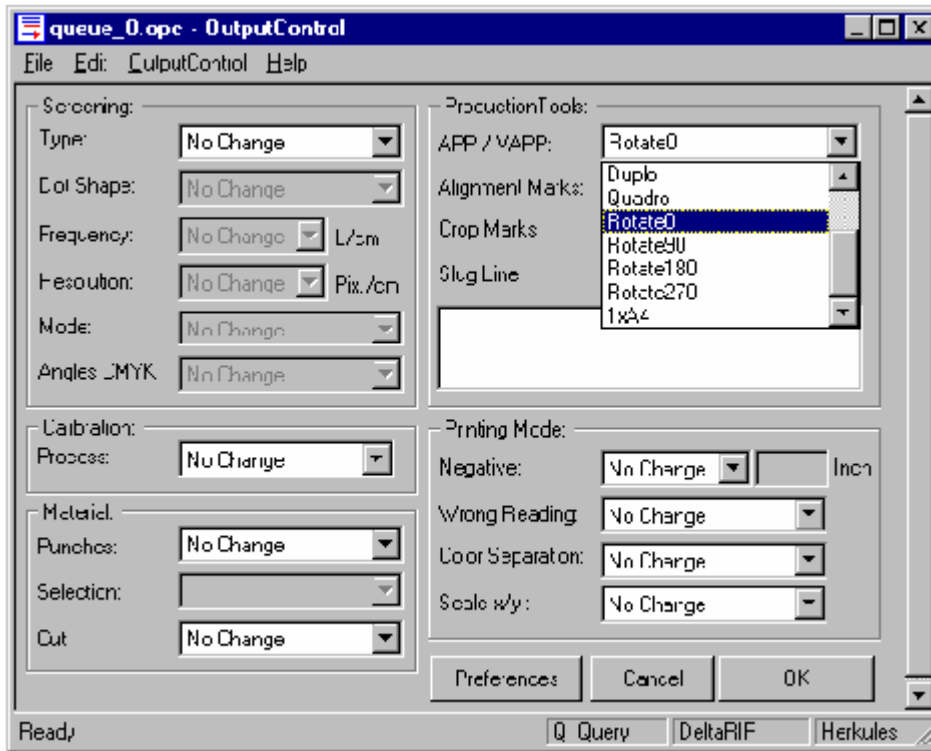 queue_0.opc - OutputControl
File Edit OutputControl Help
Screening:
Type: No Change
Dot Shape: No Change
Frequency: No Change L/cm
Resolution: No Change Pix./cm
Mode: No Change
Angles CMYK No Change
Calibration:
Process: No Change
Material:
Punches: No Change
Selection:
Cut No Change
ProductionTools:
APP / VAPP: Rotate0
Duplo
Quadro
Rotate0
Rotate90
Rotate180
Rotate270
1xA4
Alignment Marks:
Crop Marks
Slug Line
Printing Mode:
Negative: No Change Inch
Wrong Reading: No Change
Color Separation: No Change
Scale x/y: No Change
Preferences Cancel OK
Ready Q_Query DeltaRIF Herkules